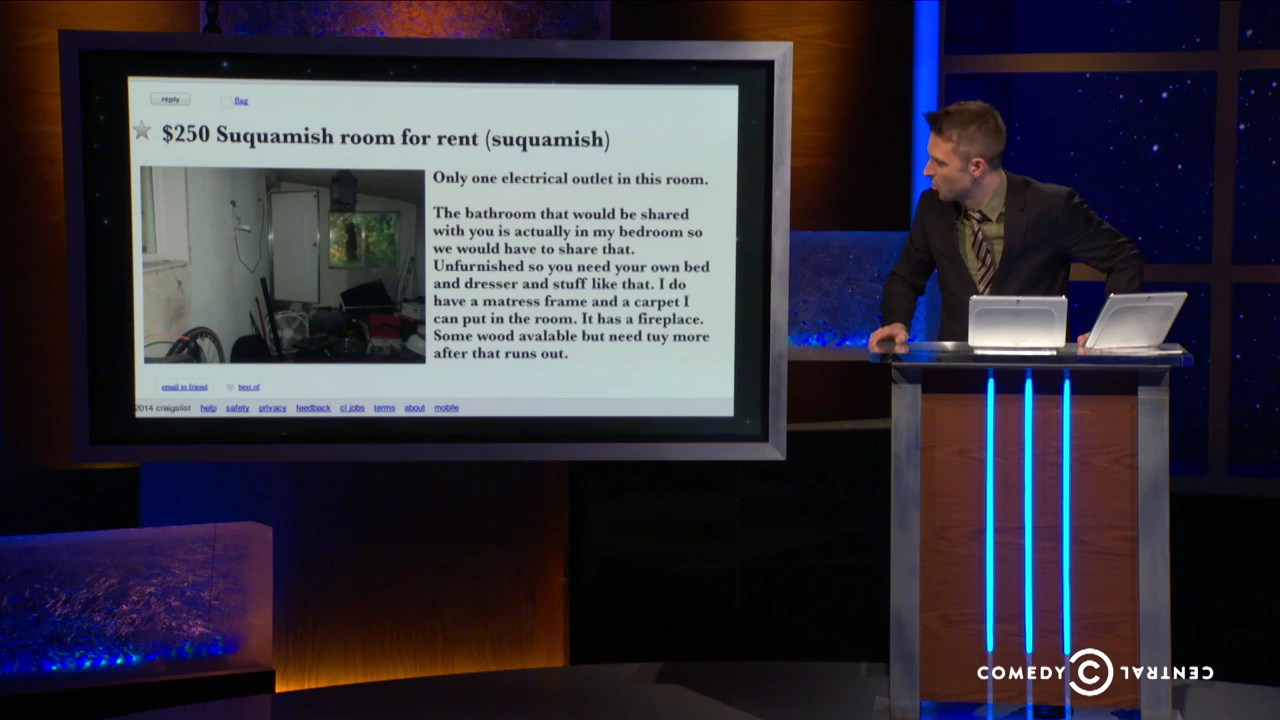 reply flag
$250 Suquamish room for rent (suquamish)
Only one electrical outlet in this room.
The bathroom that would be shared
with you is actually in my bedroom so
we would have to share that.
Unfurnished so you need your own bed
and dresser and stuff like that. I do
have a matress frame and a carpet I
can put in the room. It has a fireplace.
Some wood avalable but need tuy more
after that runs out.
email to friend best of
2014 craigslist help safety privacy feedback cl jobs terms about mobile
COMEDY C CENTRAL